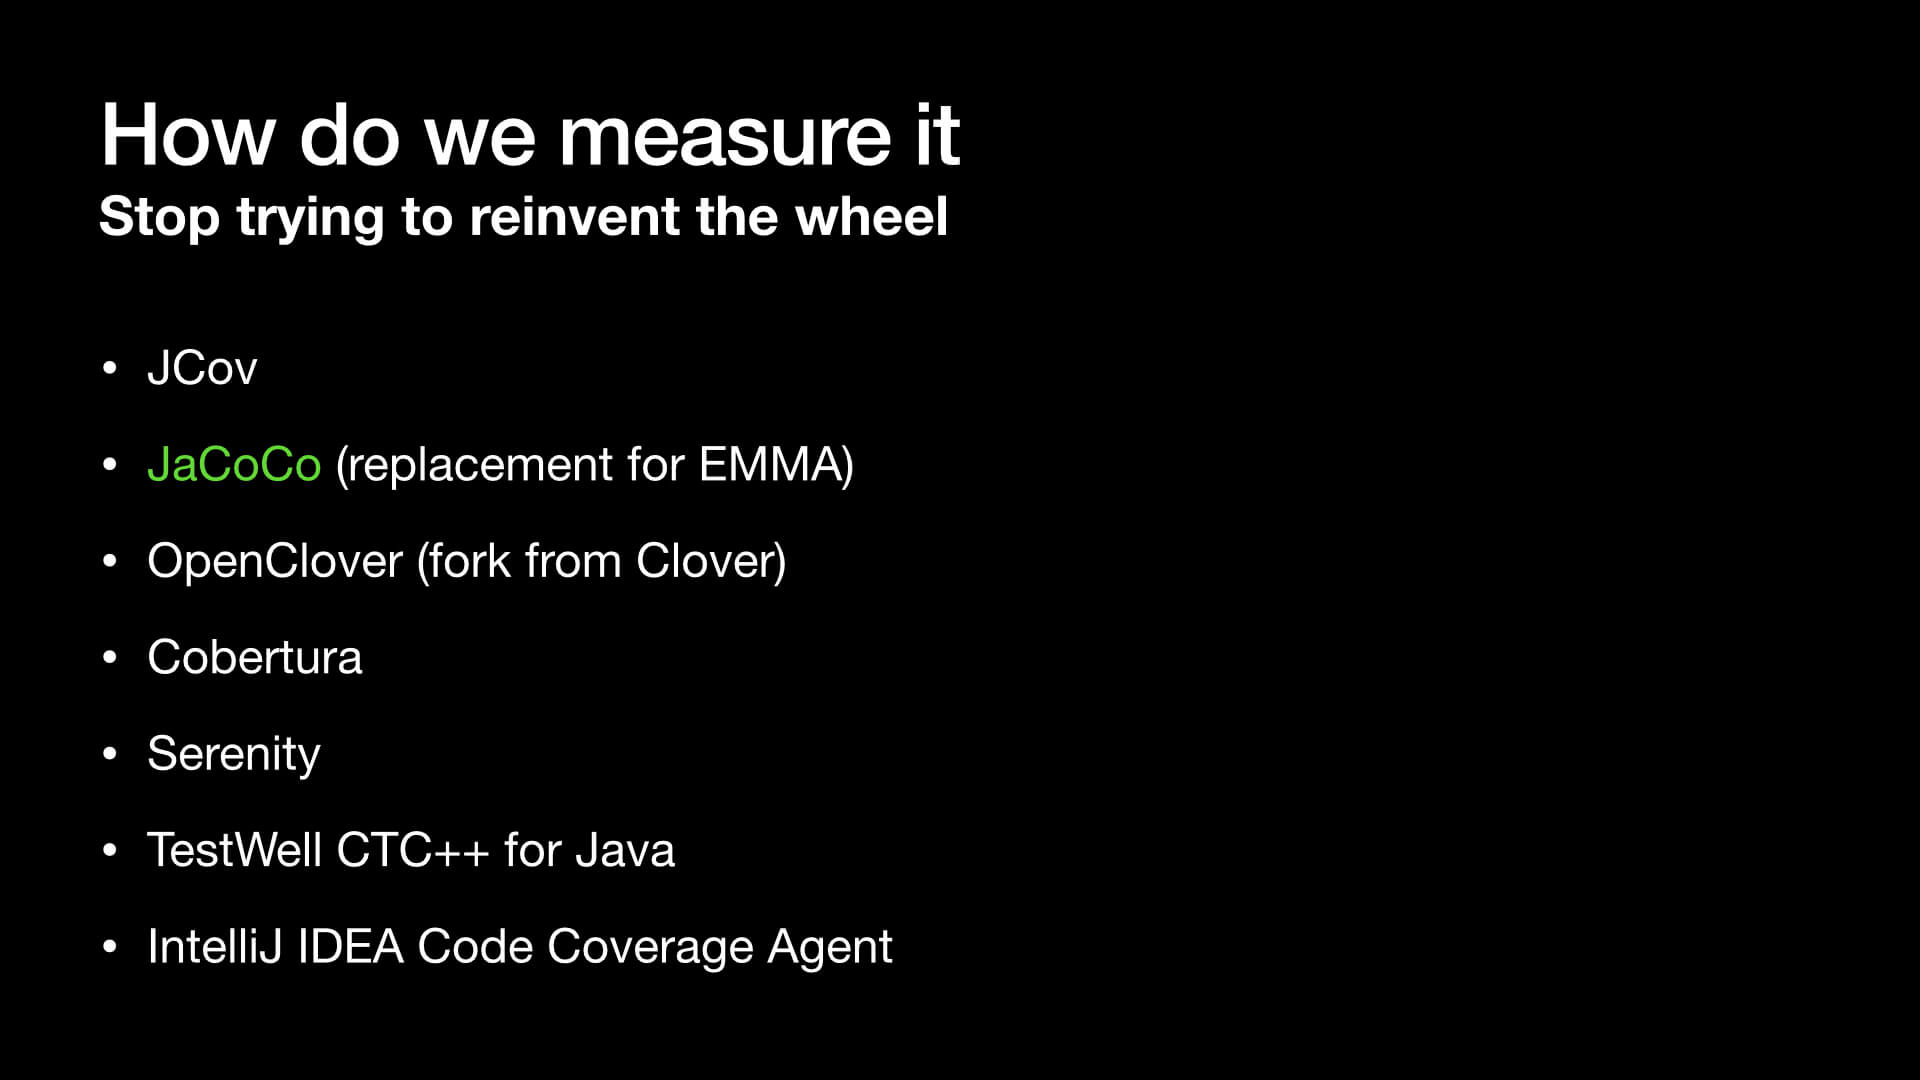 How do we measure it
Stop trying to reinvent the wheel
• JCov
• JaCoCo (replacement for EMMA)
• OpenClover (fork from Clover)
• Cobertura
• Serenity
• TestWell CTC++ for Java
• IntelliJ IDEA Code Coverage Agent